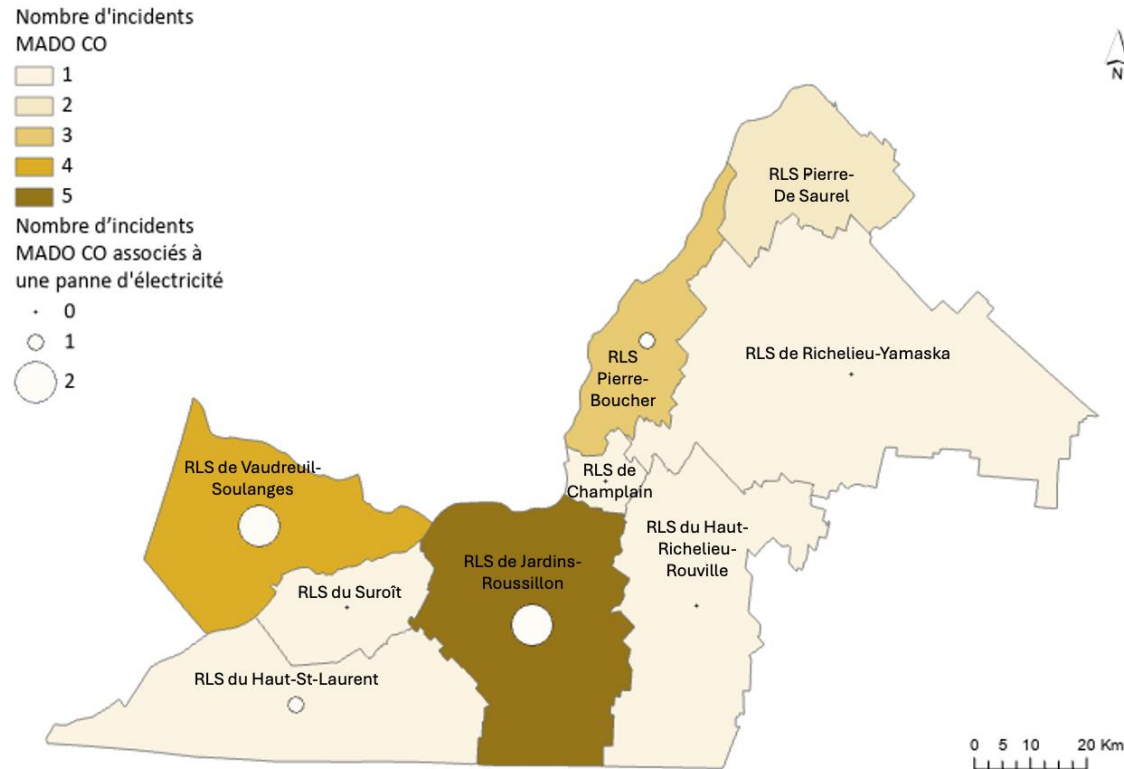 Nombre d'incidents
MADO CO
1
2
3
4
5
Nombre d’incidents
MADO CO associés à
une panne d'électricité
0
1
2
N
RLS Pierre-
De Saurel
RLS de Richelieu-Yamaska
RLS
Pierre-
Boucher
RLS de
Champlain
RLS de Vaudreuil-
Soulanges
RLS du Haut-
Richelieu-
Rouville
RLS de Jardins-
Roussillon
RLS du Suroît
RLS du Haut-St-Laurent
0 5 10 20 Km